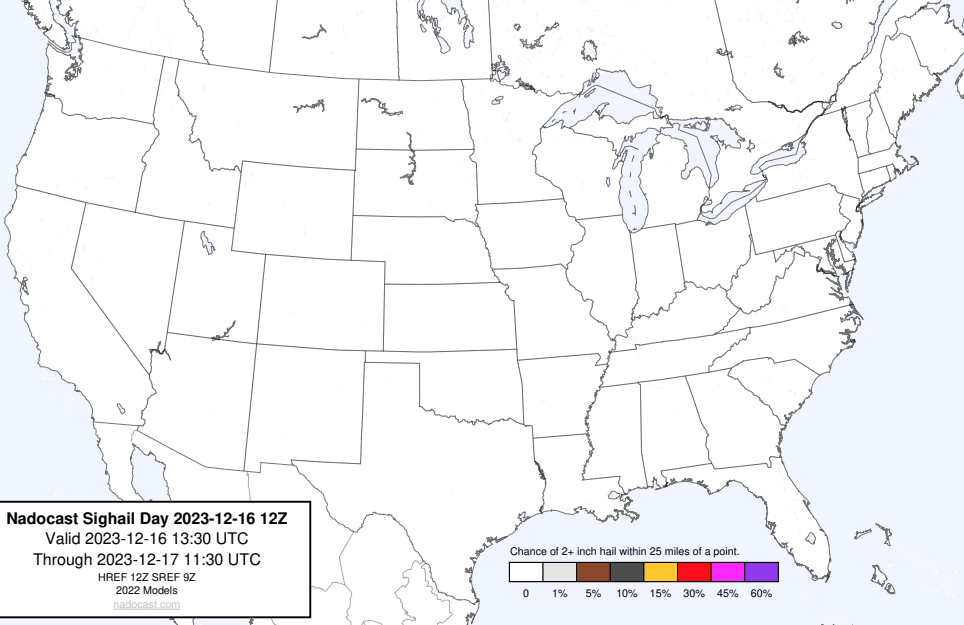 Nadocast Sighail Day 2023-12-16 12Z
Valid 2023-12-16 13:30 UTC
Through 2023-12-17 11:30 UTC
HREF 12Z SREF 9Z
2022 Models
nadocast.com
Chance of 2+ inch hail within 25 miles of a point.
0 1% 5% 10% 15% 30% 45% 60%